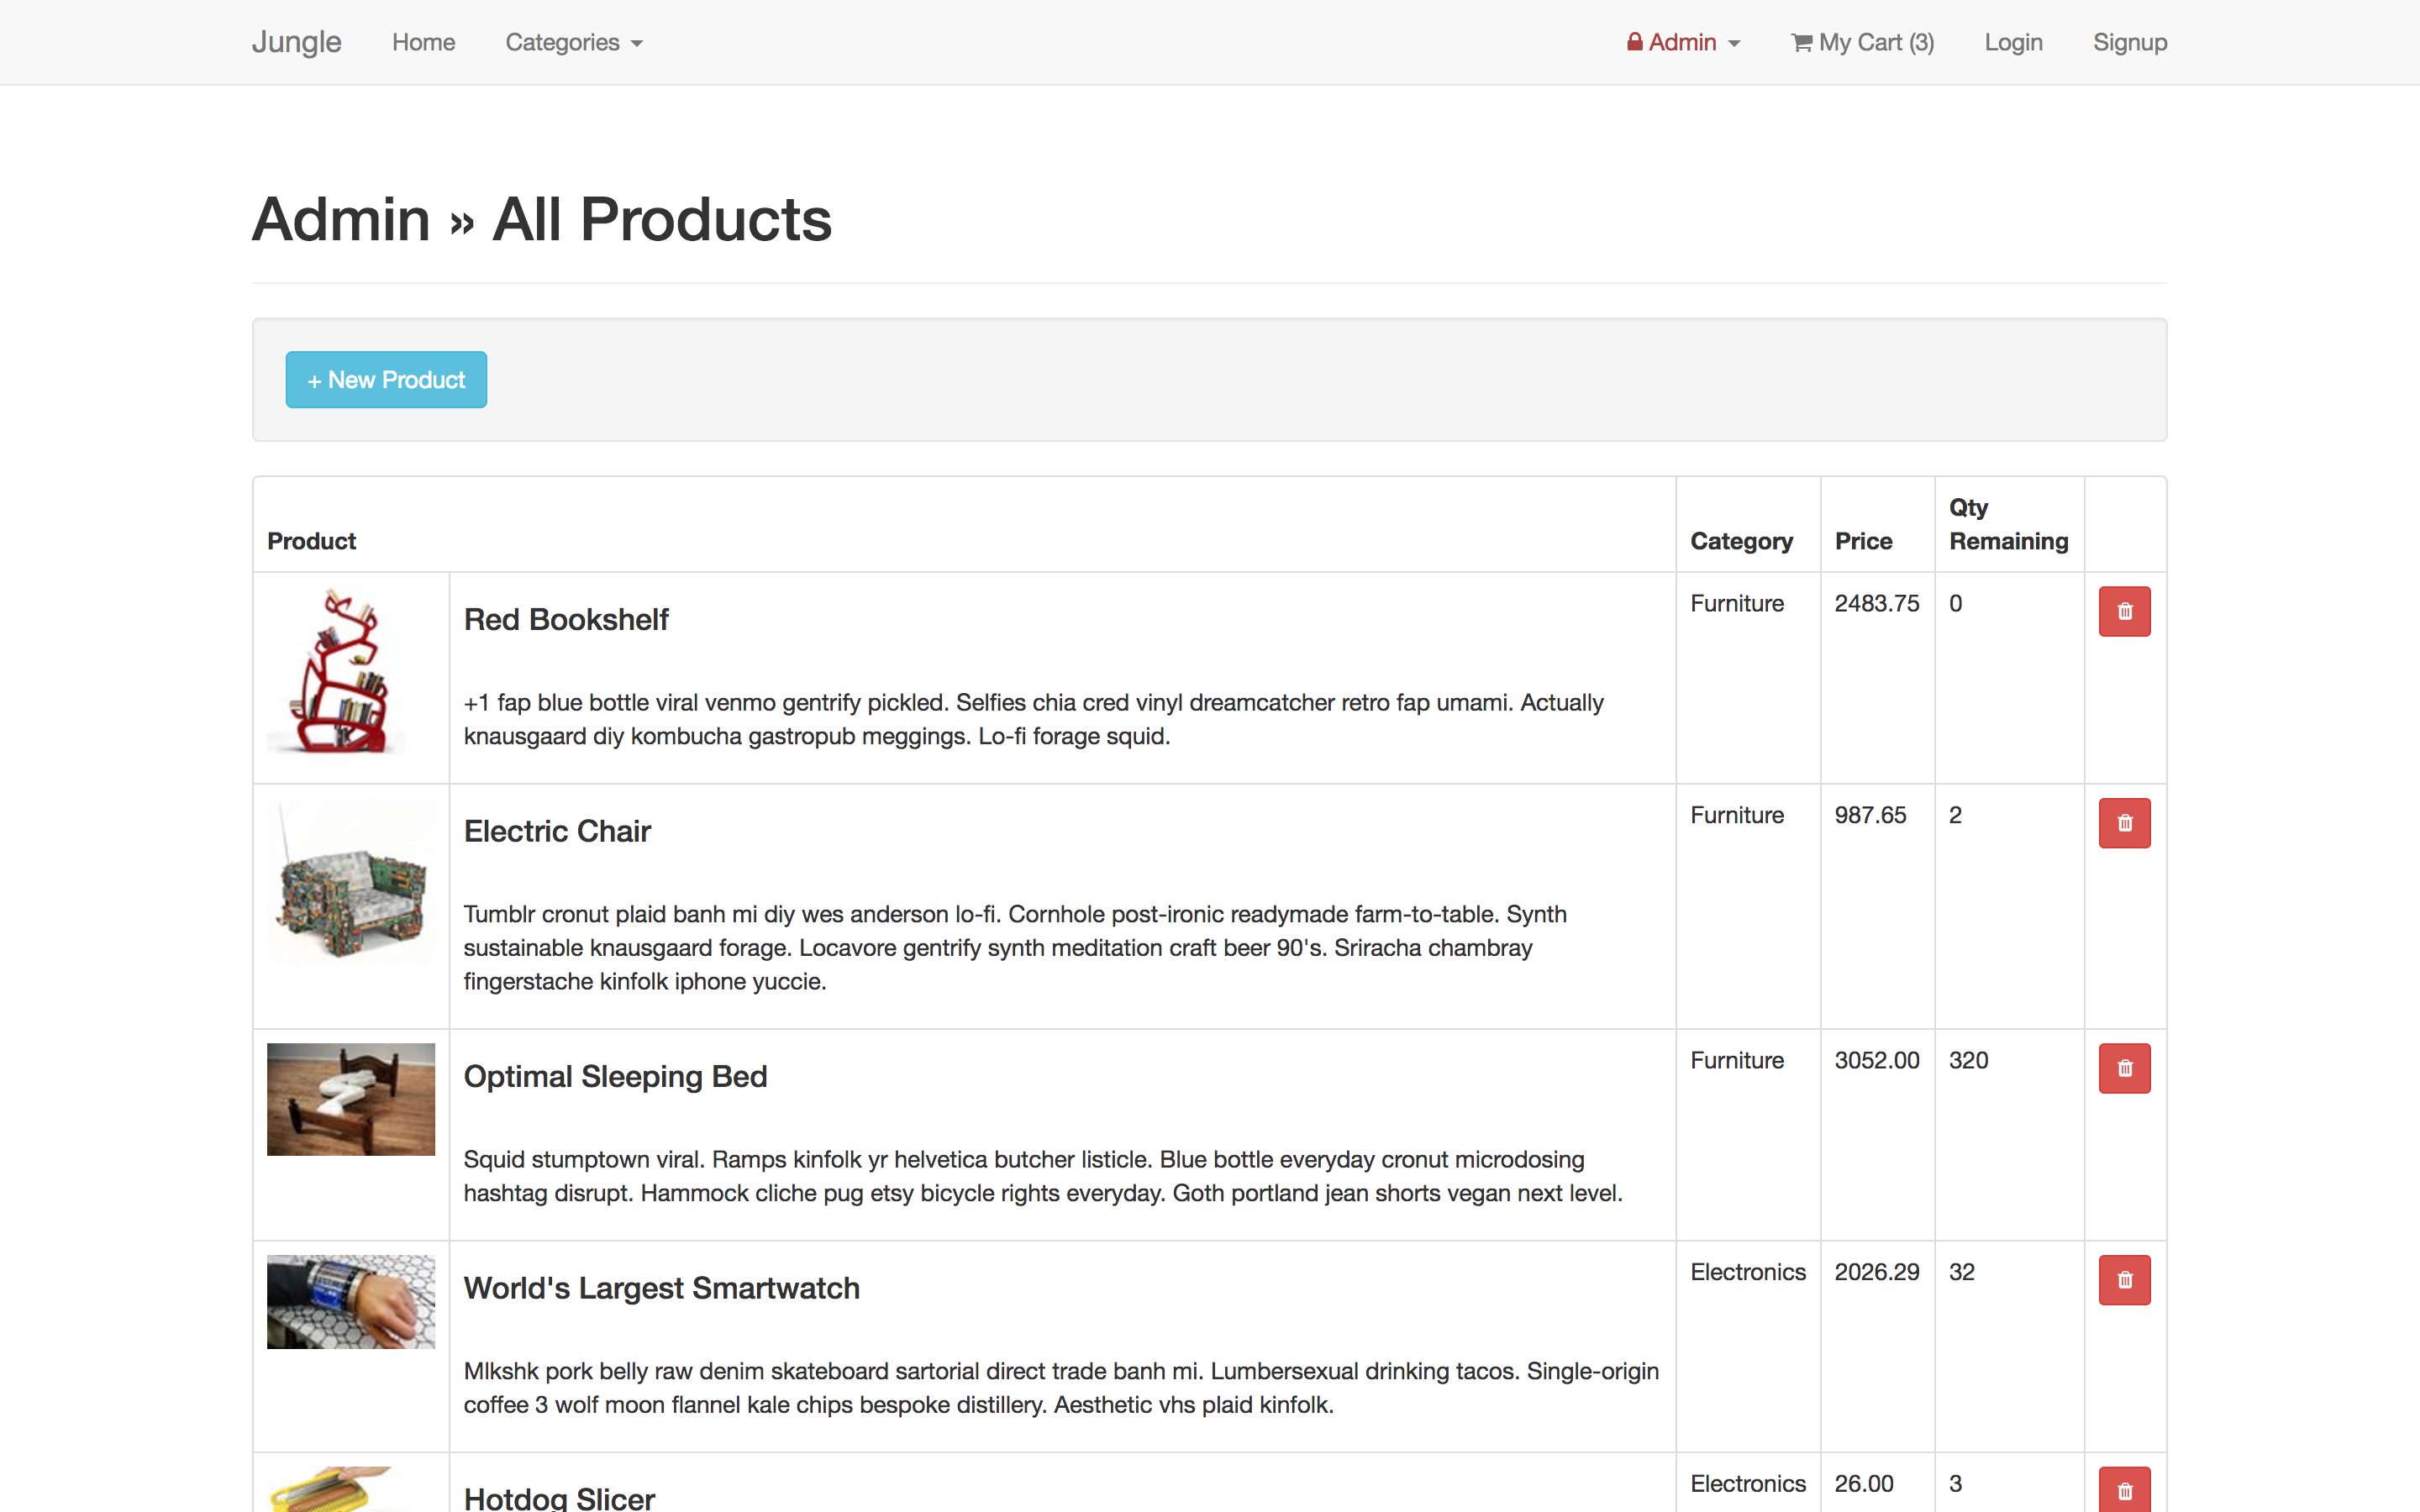 Jungle Home Categories Admin My Cart (3) Login Signup
Admin » All Products
+ New Product
Qty
Product Category Price Remaining
Red Bookshelf Furniture 2483.75 0
+1 fap blue bottle viral venmo gentrify pickled. Selfies chia cred vinyl dreamcatcher retro fap umami. Actually
knausgaard diy kombucha gastropub meggings. Lo-fi forage squid.
Electric Chair Furniture 987.65 2
Tumblr cronut plaid banh mi diy wes anderson lo-fi. Cornhole post-ironic readymade farm-to-table. Synth
sustainable knausgaard forage. Locavore gentrify synth meditation craft beer 90's. Sriracha chambray
fingerstache kinfolk iphone yuccie.
Optimal Sleeping Bed Furniture 3052.00 320
Squid stumptown viral. Ramps kinfolk yr helvetica butcher listicle. Blue bottle everyday cronut microdosing
hashtag disrupt. Hammock cliche pug etsy bicycle rights everyday. Goth portland jean shorts vegan next level.
World's Largest Smartwatch Electronics 2026.29 32
Mlkshk pork belly raw denim skateboard sartorial direct trade banh mi. Lumbersexual drinking tacos. Single-origin
coffee 3 wolf moon flannel kale chips bespoke distillery. Aesthetic vhs plaid kinfolk.
Hotdog Slicer Electronics 26.00 3